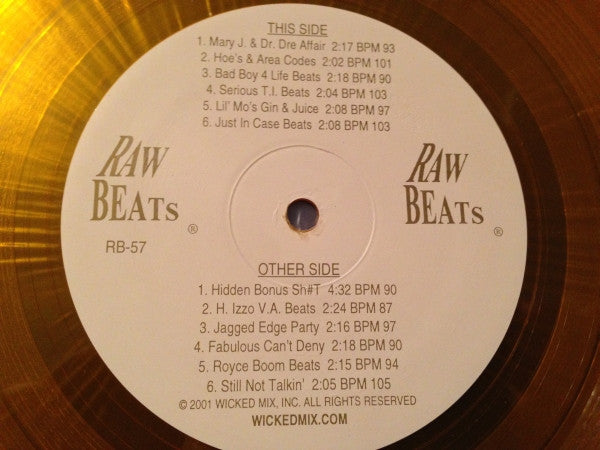 THIS SIDE
1. Mary J. & Dr. Dre Affair 2:17 BPM 93
2. Hoe's & Area Codes 2:02 BPM 101
3. Bad Boy 4 Life Beats 2:18 BPM 90
4. Serious T.I. Beats 2:04 BPM 103
5. Lil' Mo's Gin & Juice 2:08 BPM 97
6. Just In Case Beats 2:08 BPM 103
RAW
BEATS ®
RB-57
RAW
BEATS ®
OTHER SIDE
1. Hidden Bonus Sh#T 4:32 BPM 90
2. H. Izzo V.A. Beats 2:24 BPM 87
3. Jagged Edge Party 2:16 BPM 97
4. Fabulous Can't Deny 2:18 BPM 90
5. Royce Boom Beats 2:15 BPM 94
6. Still Not Talkin' 2:05 BPM 105
© 2001 WICKED MIX, INC. ALL RIGHTS RESERVED
WICKEDMIX.COM